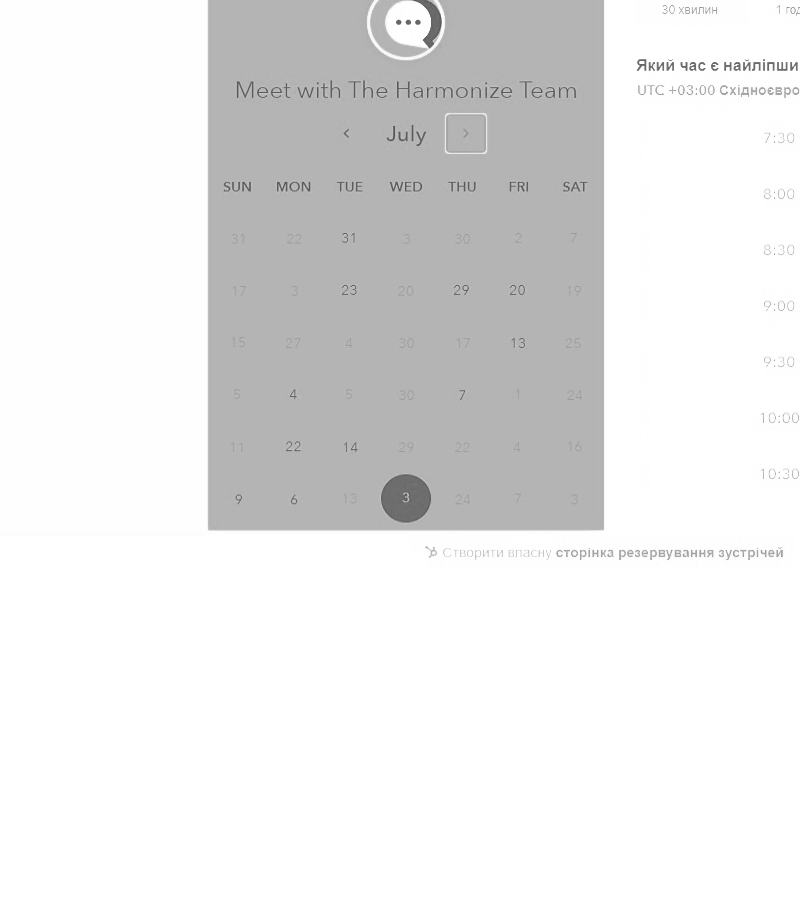 30 хвилин 1 год
Meet with The Harmonize Team
Який час є найліпши
UTC +03:00 Східноєвро
July
7:30
SUN MON TUE WED THU FRI SAT
8:00
31 22 31 3 30 2 7
8:30
17 3 23 20 29 20 19
9:00
15 27 4 30 17 13 25
9:30
5 4 5 30 7 1 24
10:00
11 22 14 29 22 4 16
10:30
9 6 13 3 24 7 3
Створити власну сторінка резервування зустрічей